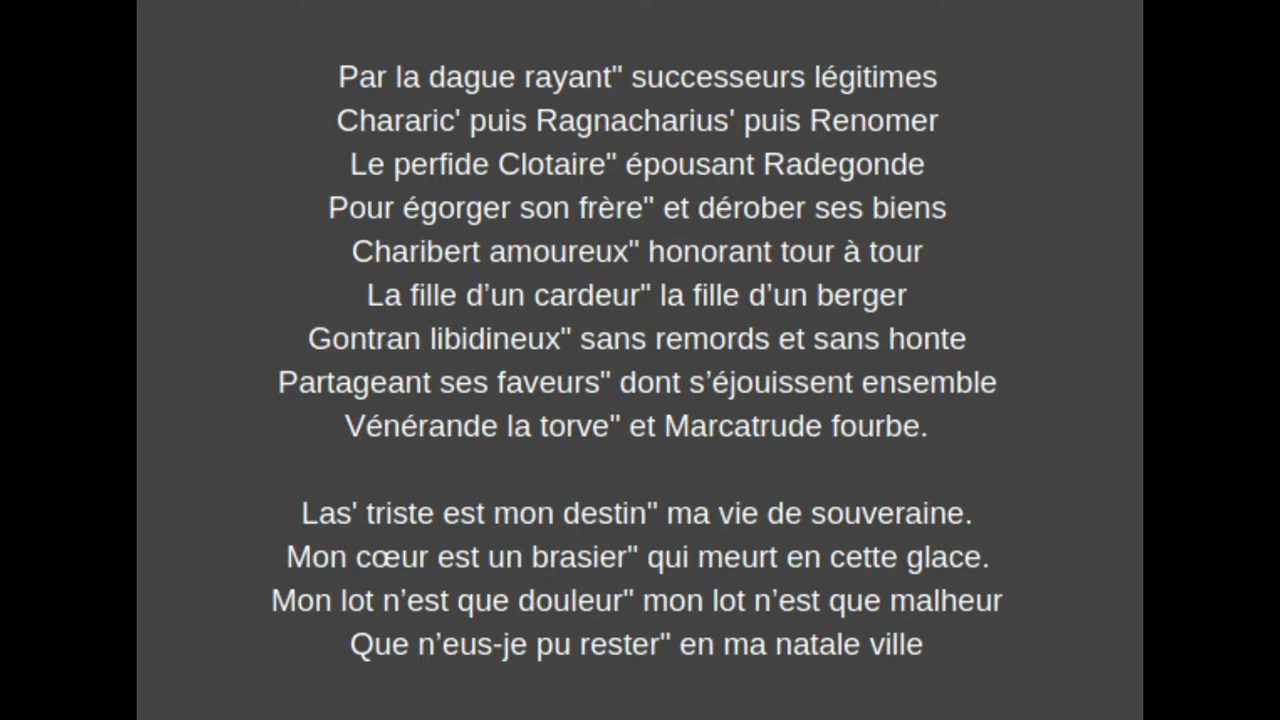 Par la dague rayant" successeurs légitimes
Chararic' puis Ragnacharius' puis Renomer
Le perfide Clotaire" épousant Radegonde
Pour égorger son frère" et dérober ses biens
Charibert amoureux" honorant tour à tour
La fille d’un cardeur" la fille d’un berger
Gontran libidineux" sans remords et sans honte
Partageant ses faveurs" dont s’éjouissent ensemble
Vénérande la torve" et Marcatrude fourbe.
Las' triste est mon destin" ma vie de souveraine.
Mon cœur est un brasier" qui meurt en cette glace.
Mon lot n’est que douleur" mon lot n’est que malheur
Que n’eus-je pu rester" en ma natale ville